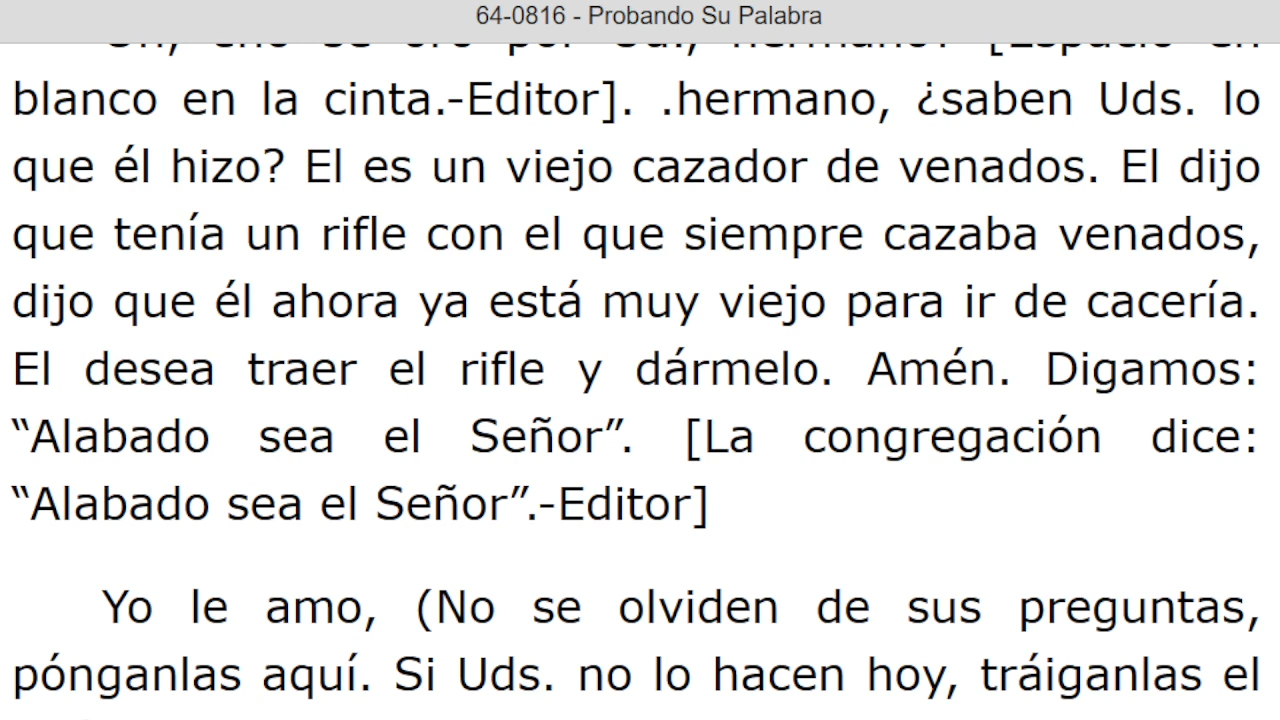 64-0816 - Probando Su Palabra
blanco en la cinta.-Editor]. .hermano, ¿saben Uds. lo
que él hizo? El es un viejo cazador de venados. El dijo
que tenía un rifle con el que siempre cazaba venados,
dijo que él ahora ya está muy viejo para ir de cacería.
El desea traer el rifle y dármelo. Amén. Digamos:
“Alabado sea el Señor”. [La congregación dice:
“Alabado sea el Señor”.-Editor]
Yo le amo, (No se olviden de sus preguntas,
pónganlas aquí. Si Uds. no lo hacen hoy, tráiganlas el